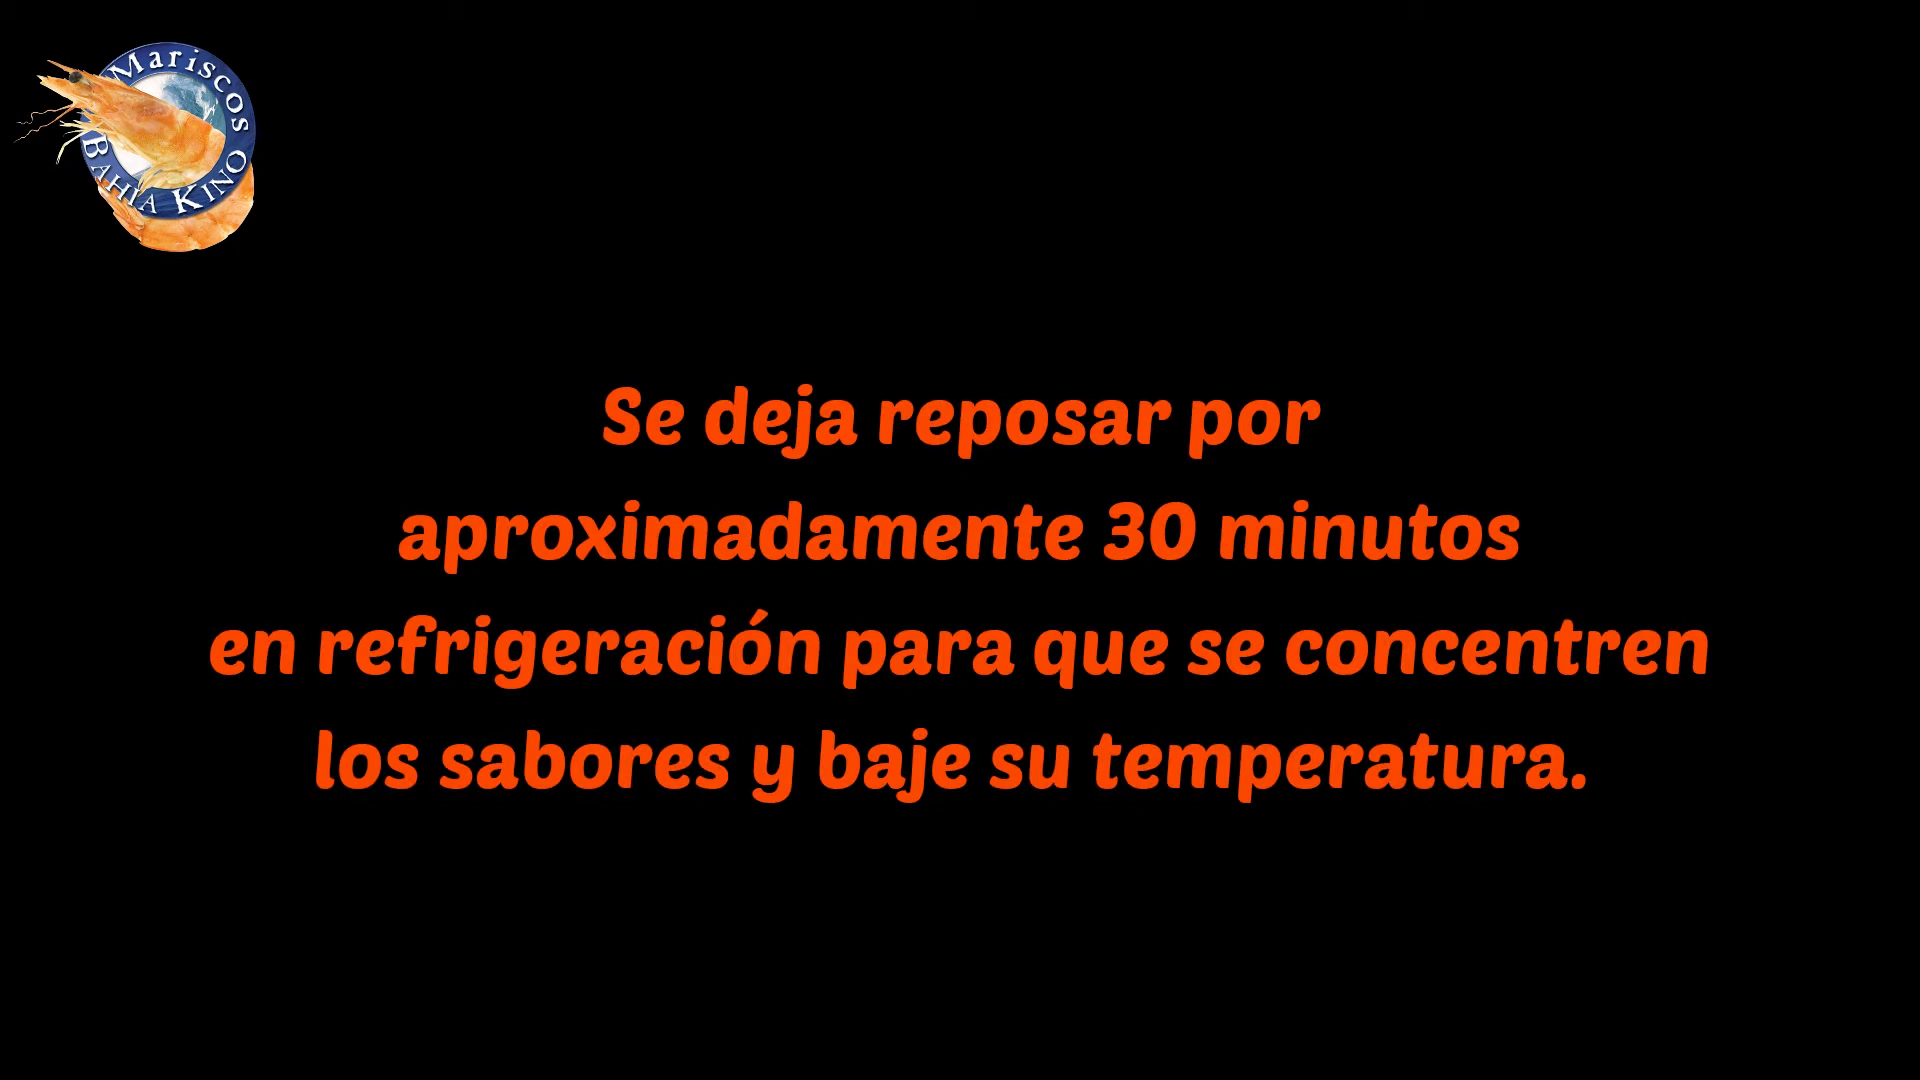 Mariscos
BAHIA KINO
Se deja reposar por
aproximadamente 30 minutos
en refrigeración para que se concentren
los sabores y baje su temperatura.